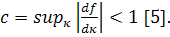 c = sup_κ |df/dκ| < 1 [5].